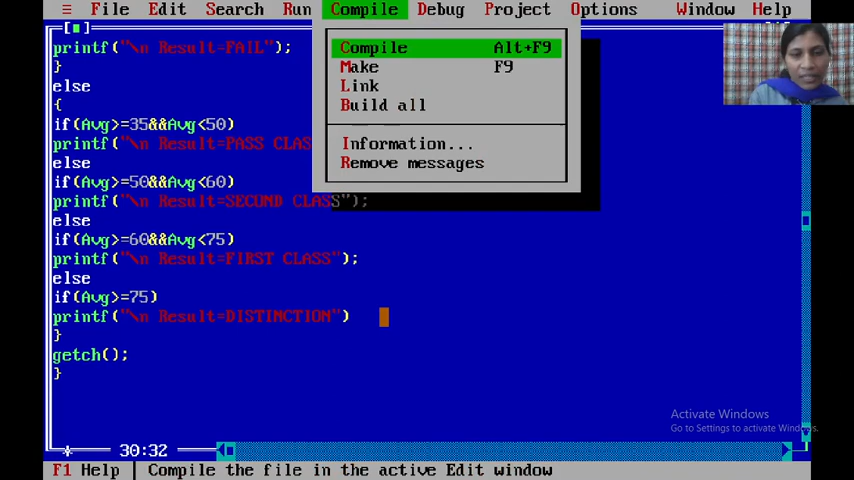 ≡ File Edit Search Run Compile Debug Project Options Window Help
Compile Alt+F9
Make F9
Link
Build all
Information...
Remove messages
printf("\n Result=FAIL");
}
else
{
if(Avg>=35&&Avg<50)
printf("\n Result=PASS CLAS
else
if(Avg>=50&&Avg<60)
printf("\n Result=SECUND CLASS");
else
if(Avg>=60&&Avg<75)
printf("\n Result=FIRST CLASS");
else
if(Avg>=75)
printf("\n Result=DISTINCTION")
}
getch();
}
Activate Windows
Go to Settings to activate Windows.
30:32
F1 Help Compile the file in the active Edit window